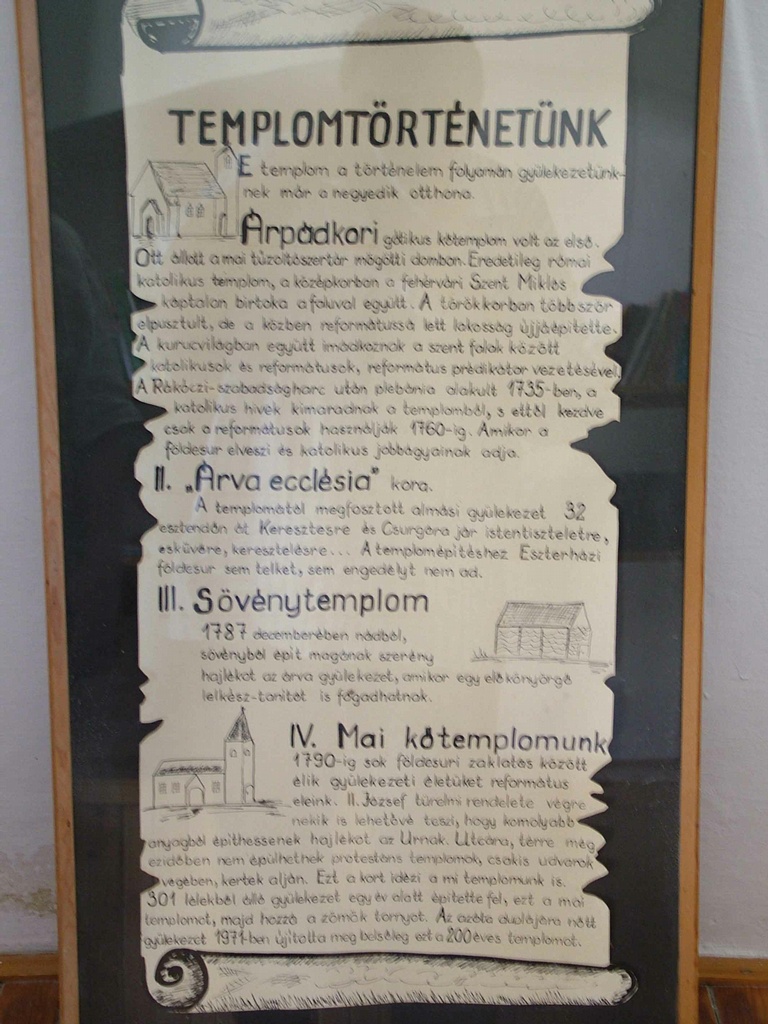 TEMPLOMTÖRTÉNETÜNK
E templom a történelem folyamán gyülekezetünk-
nek már a negyedik otthona.
Árpádkori gótikus kőtemplom volt az első.
Ott állott a mai tűzoltószertár mögötti dombon. Eredetileg római
katolikus templom, a középkorban a fehérvári Szent Miklós
káptalan birtoka a faluval együtt. A törökkorban többször
elpusztult, de a közben reformátussá lett lakosság újjáépítette.
A kurucvilágban együtt imádkoznak a szent falak között
katolikusok és reformátusok, református prédikátor vezetésével.
A Rákóczi-szabadságharc után plébánia alakult 1735-ben, a
katolikus hívek kimaradnak a templomból, s ettől kezdve
csak a reformátusok használják 1760-ig. Amikor a
földesúr elveszi és katolikus jobbágyainak adja.
II. „Árva ecclésia" kora.
A templomától megfosztott almási gyülekezet 32
esztendőn át Keresztesre és Csurgóra jár istentiszteletre,
esküvőre, keresztelésre... A templomépítéshez Eszterházi
földesúr sem telket, sem engedélyt nem ad.
III. Sövénytemplom
1787 decemberében nádból,
sövényből épít magának szerény
hajlékot az árva gyülekezet, amikor egy előkönyörgő
lelkész-tanítót is fogadhatnak.
IV. Mai kőtemplomunk
1790-ig sok földesúri zaklatás között
élik gyülekezeti életüket református
eleink. II. József türelmi rendelete végre
nekik is lehetővé teszi, hogy komolyabb
anyagból építhessenek hajlékot az Úrnak. Utcára, térre még
ezidőben nem épülhetnek protestáns templomok, csakis udvarok
végében, kertek alján. Ezt a kort idézi a mi templomunk is.
301 lélekből álló gyülekezet egy év alatt építette fel, ezt a mai
templomot, majd hozzá a zömök tornyot. Az azóta duplájára nőtt
gyülekezet 1971-ben újította meg belsőleg ezt a 200 éves templomot.